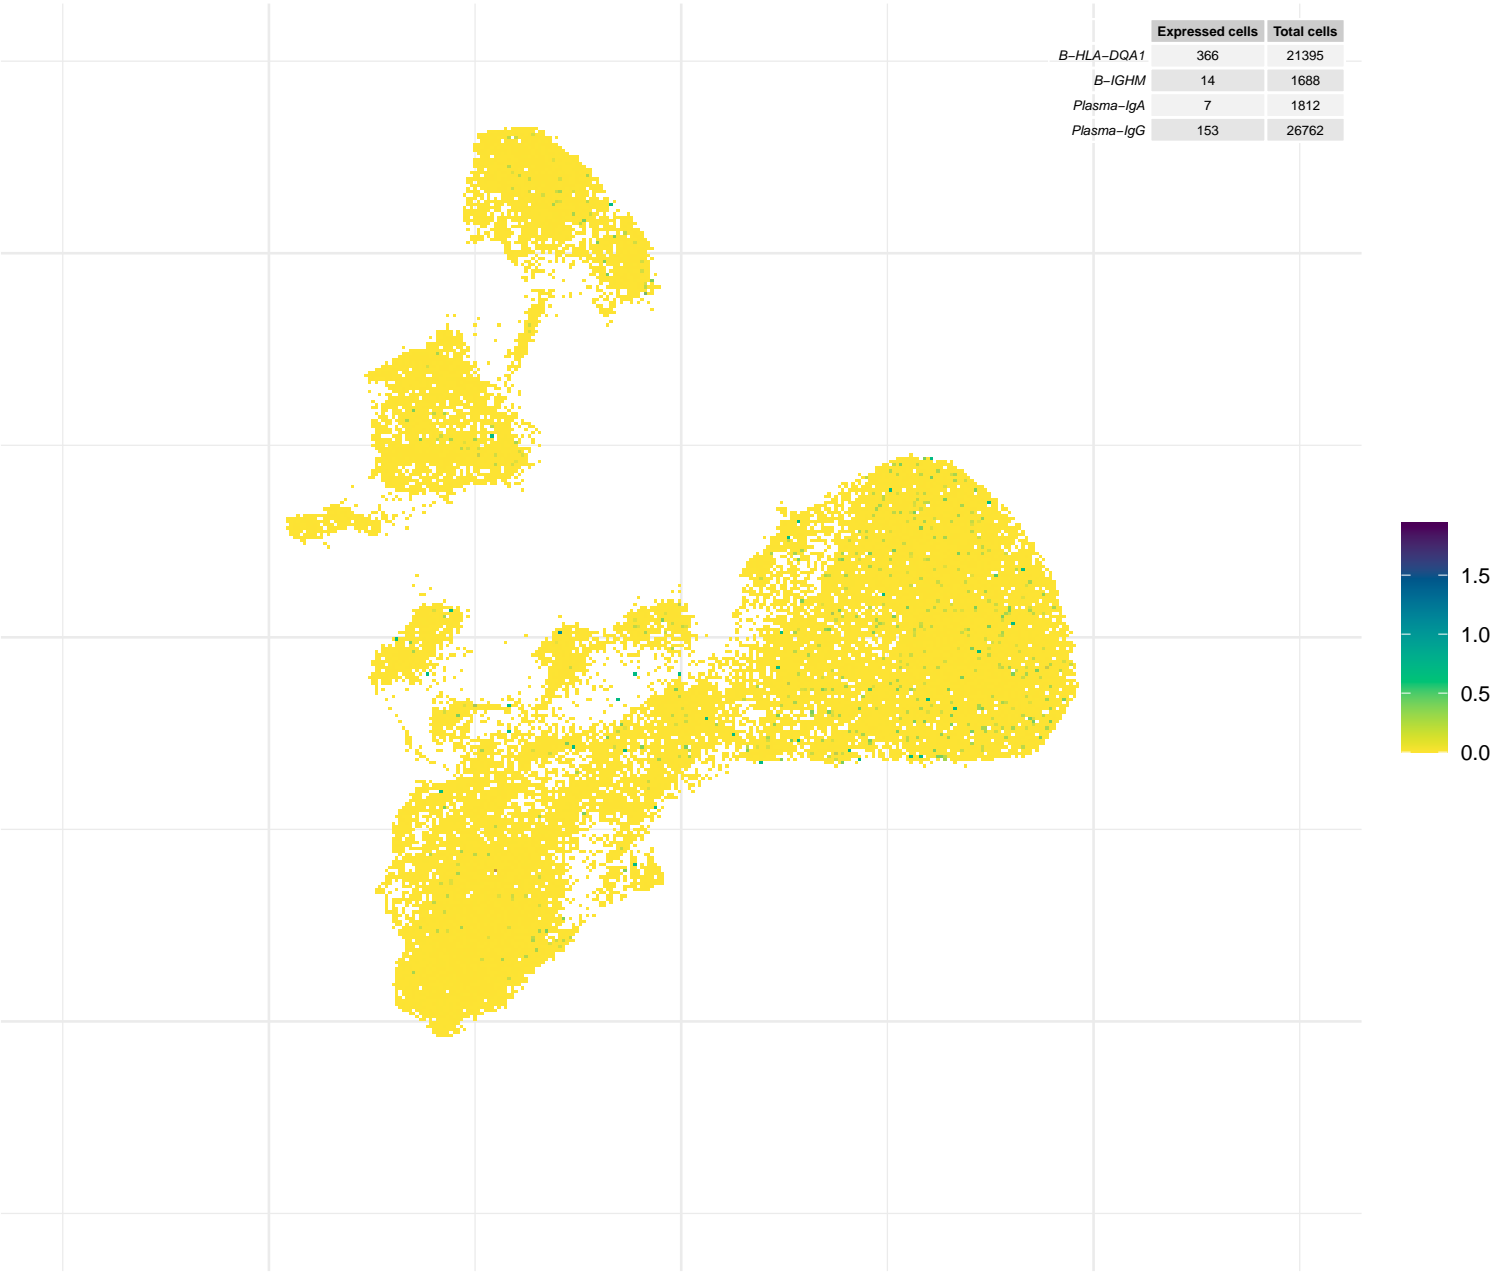 Expressed cells Total cells
B−HLA−DQA1 366 21395
B−IGHM 14 1688
Plasma−IgA 7 1812
Plasma−IgG 153 26762
1.5
1.0
0.5
0.0